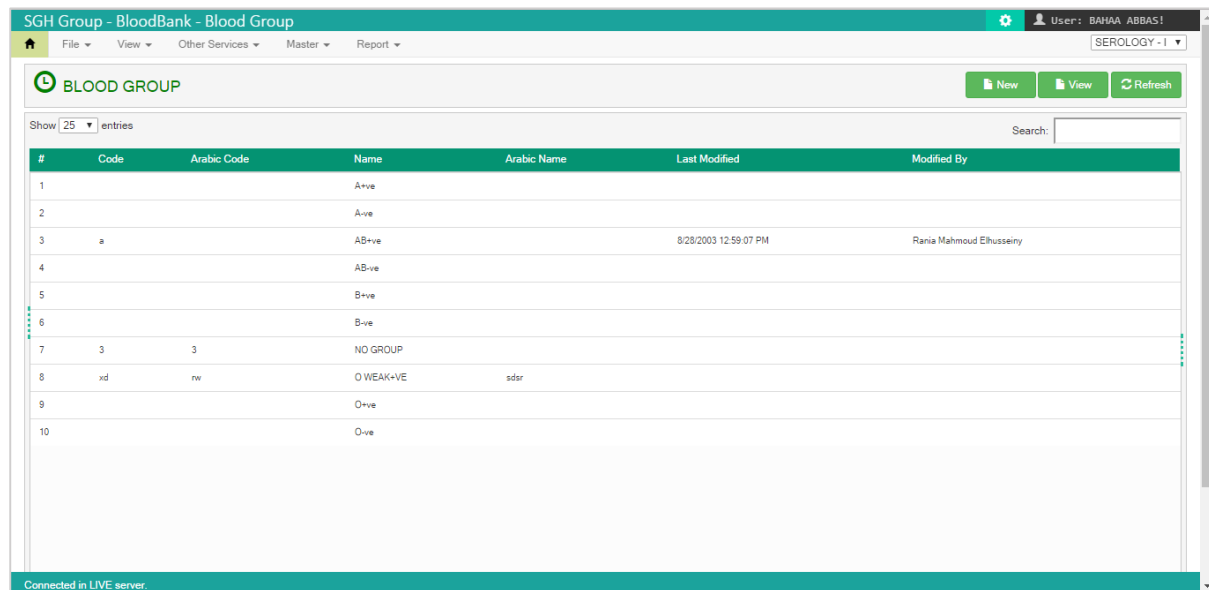 SGH Group - BloodBank - Blood Group User: BAHAA ABBAS!
File View Other Services Master Report SEROLOGY - I
BLOOD GROUP New View Refresh
Show 25 entries Search:
# Code Arabic Code Name Arabic Name Last Modified Modified By
1 A+ve
2 A-ve
3 a AB+ve 8/28/2003 12:59:07 PM Rania Mahmoud Elhusseiny
4 AB-ve
5 B+ve
6 B-ve
7 3 3 NO GROUP
8 xd rw O WEAK+VE sdsr
9 O+ve
10 O-ve
Connected in LIVE server.